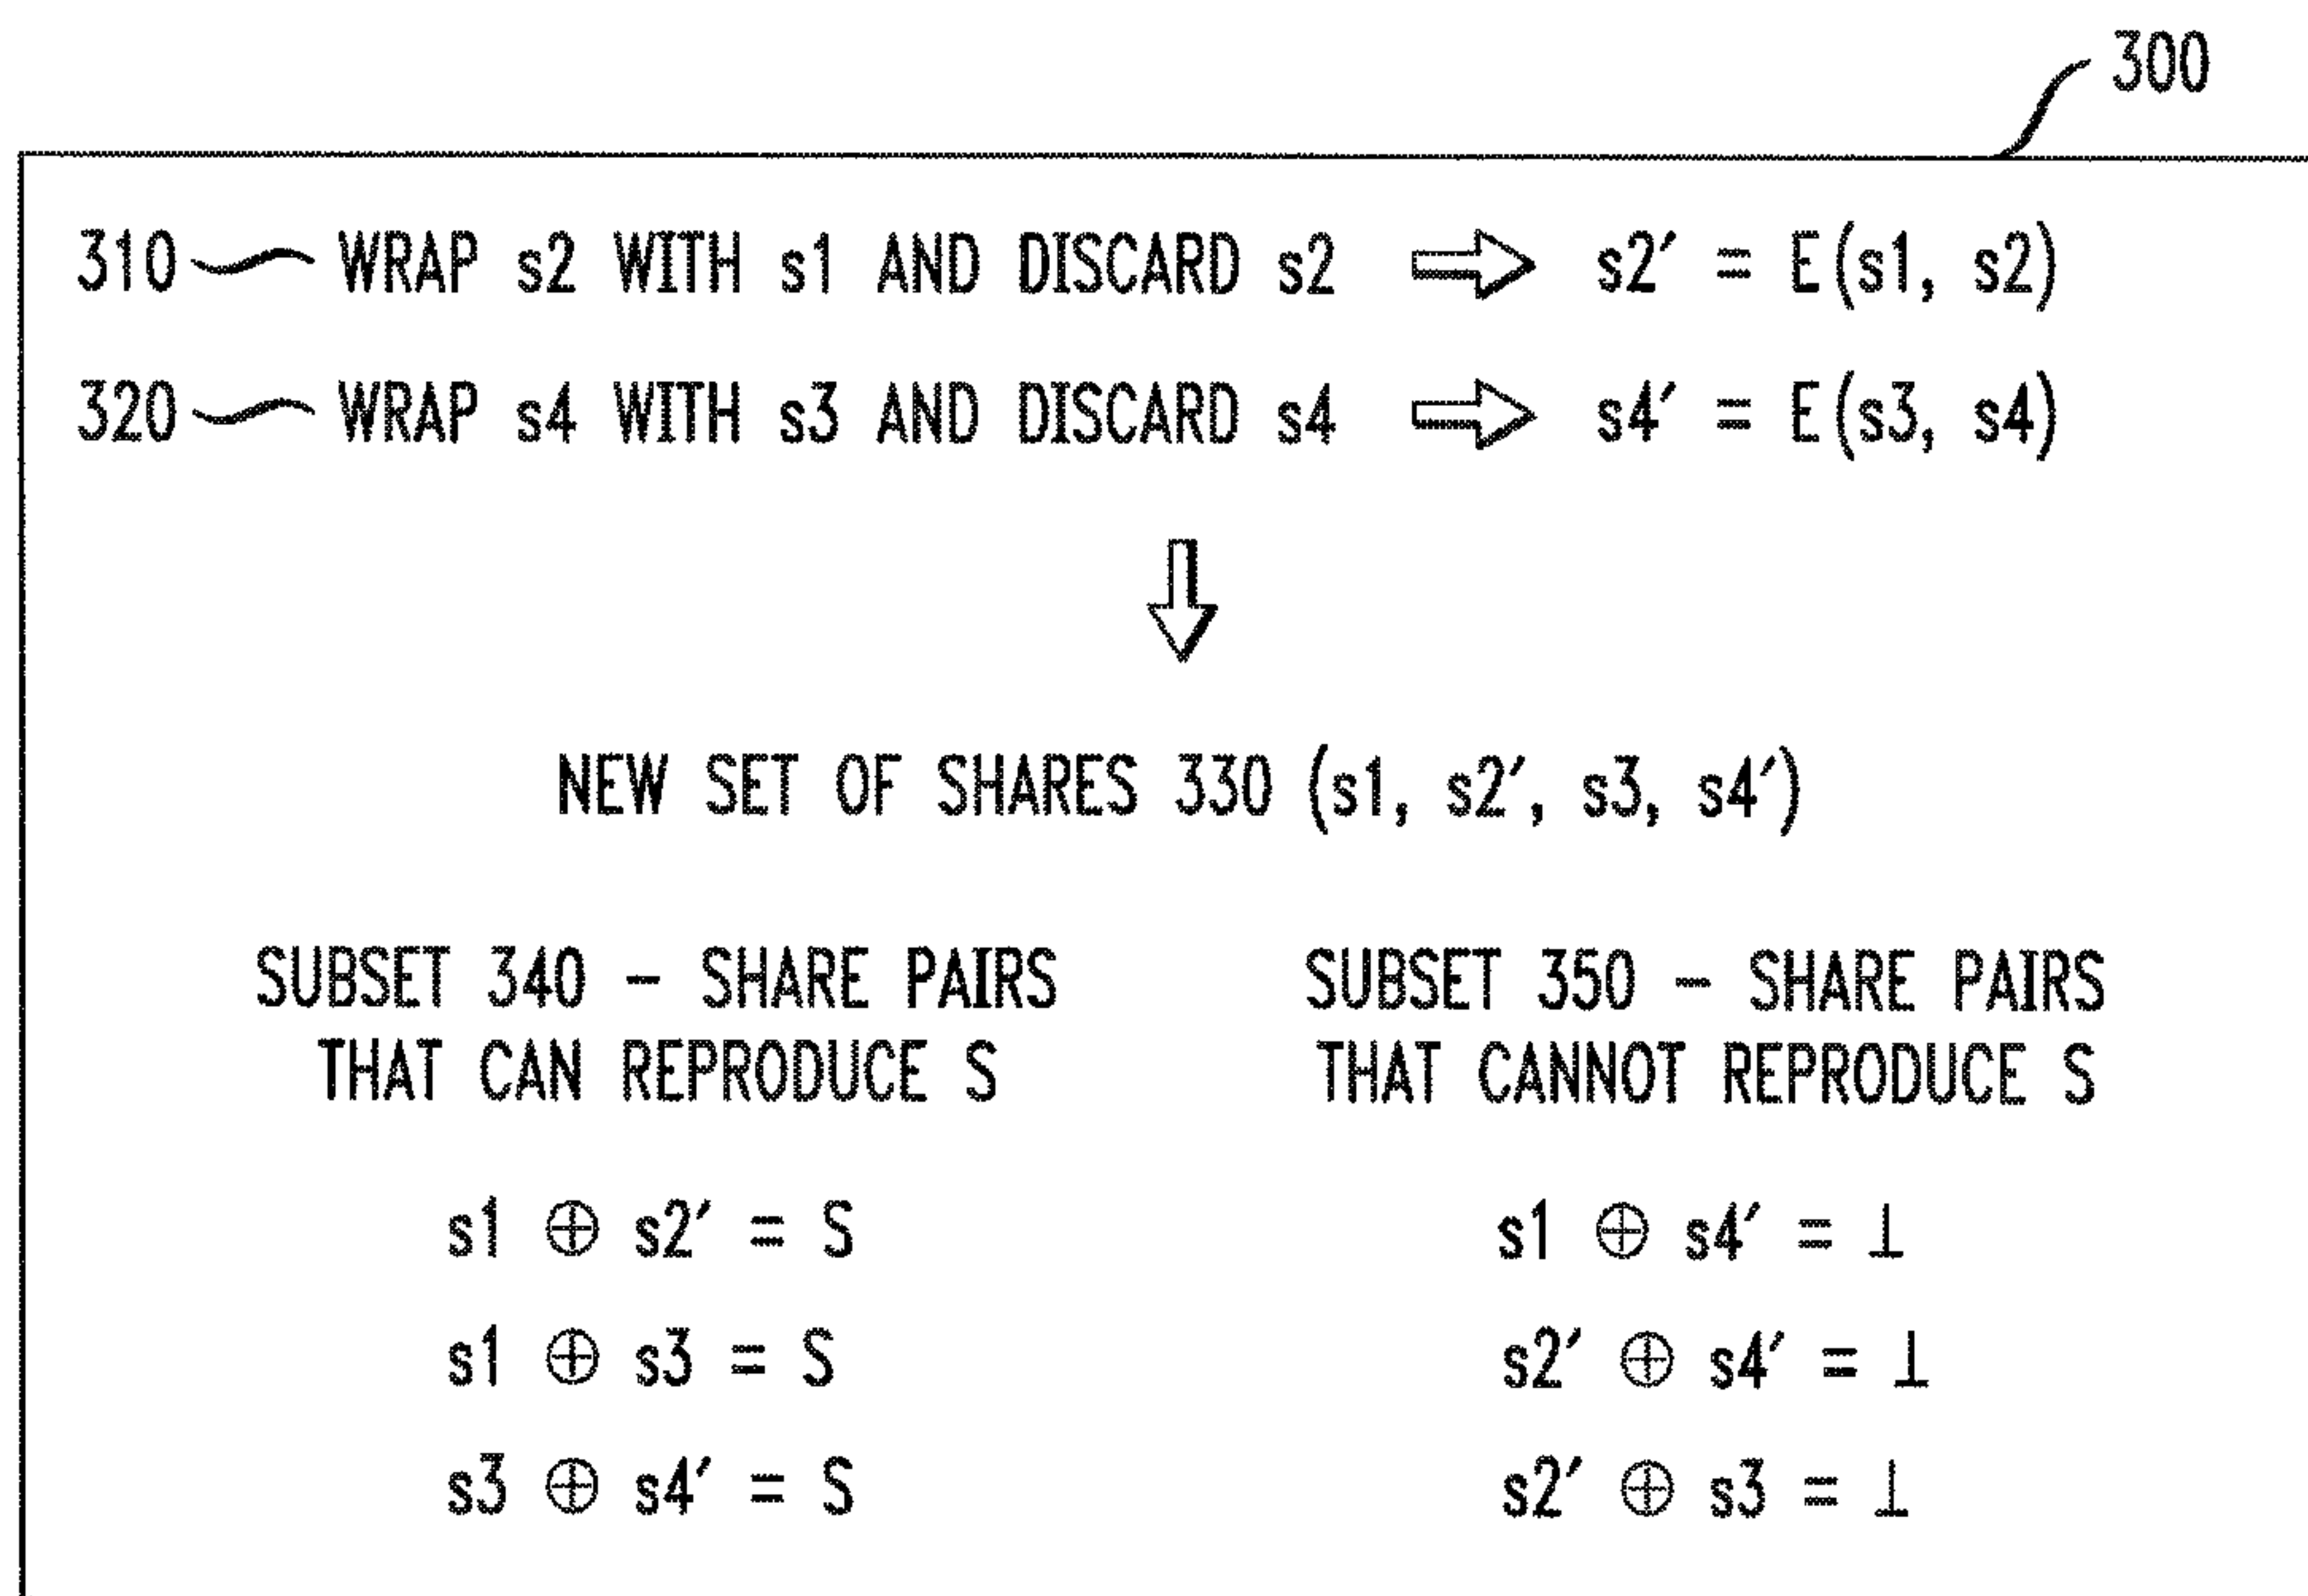 300
310 WRAP s2 WITH s1 AND DISCARD s2 ⇒ s2′ = E(s1, s2)
320 WRAP s4 WITH s3 AND DISCARD s4 ⇒ s4′ = E(s3, s4)
NEW SET OF SHARES 330 (s1, s2′, s3, s4′)
SUBSET 340 – SHARE PAIRS
THAT CAN REPRODUCE S
s1 ⊕ s2′ = S
s1 ⊕ s3 = S
s3 ⊕ s4′ = S
SUBSET 350 – SHARE PAIRS
THAT CANNOT REPRODUCE S
s1 ⊕ s4′ = ⊥
s2′ ⊕ s4′ = ⊥
s2′ ⊕ s3 = ⊥